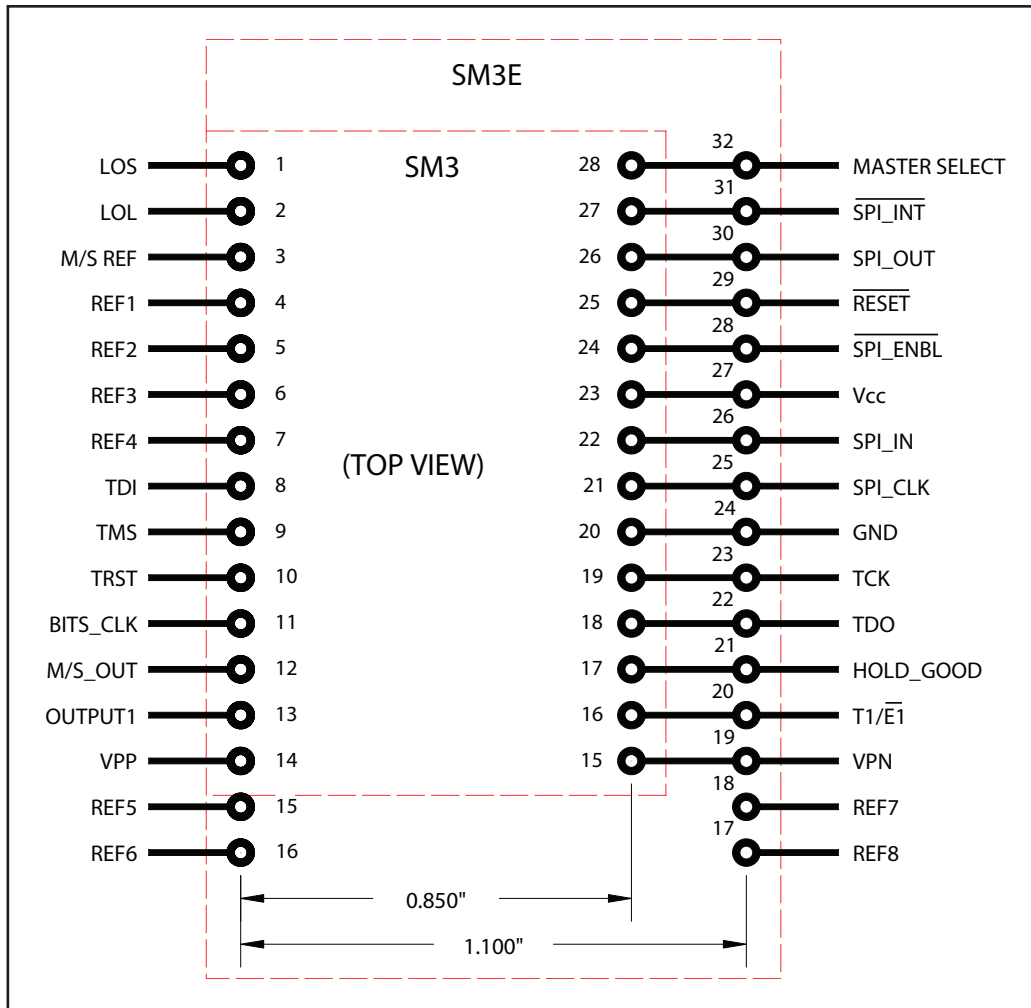 SM3E
SM3
32
LOS 1 28 MASTER SELECT
31
LOL 2 27 SPI_INT
30
M/S REF 3 26 SPI_OUT
29
REF1 4 25 RESET
28
REF2 5 24 SPI_ENBL
27
REF3 6 23 Vcc
26
REF4 7 22 SPI_IN
(TOP VIEW)
25
TDI 8 21 SPI_CLK
24
TMS 9 20 GND
23
TRST 10 19 TCK
22
BITS_CLK 11 18 TDO
21
M/S_OUT 12 17 HOLD_GOOD
20
OUTPUT1 13 16 T1/E1
19
VPP 14 15 VPN
18
REF5 15 REF7
17
REF6 16 REF8
0.850"
1.100"